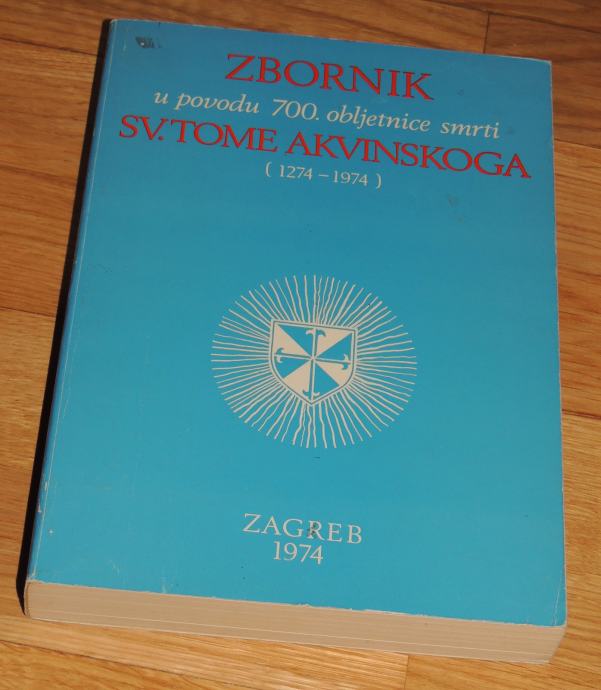 ZBORNIK
u povodu 700. obljetnice smrti
SV. TOME AKVINSKOGA
( 1274 – 1974 )
ZAGREB
1974